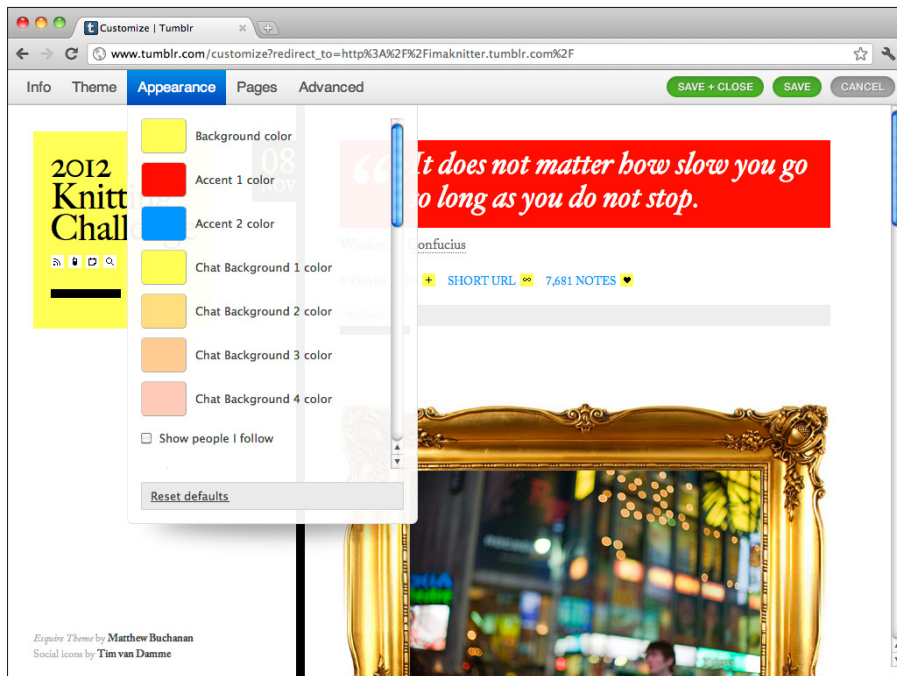 Customize | Tumblr
www.tumblr.com/customize?redirect_to=http%3A%2F%2Fimaknitter.tumblr.com%2F
Info Theme Appearance Pages Advanced SAVE + CLOSE SAVE CANCEL
Background color
Accent 1 color
Accent 2 color
Chat Background 1 color
Chat Background 2 color
Chat Background 3 color
Chat Background 4 color
Show people I follow
Reset defaults
2012
Knitt
Chall
08
NOV
It does not matter how slow you go
so long as you do not stop.
Confucius
SHORT URL 7,681 NOTES
Esquire Theme by Matthew Buchanan
Social icons by Tim van Damme